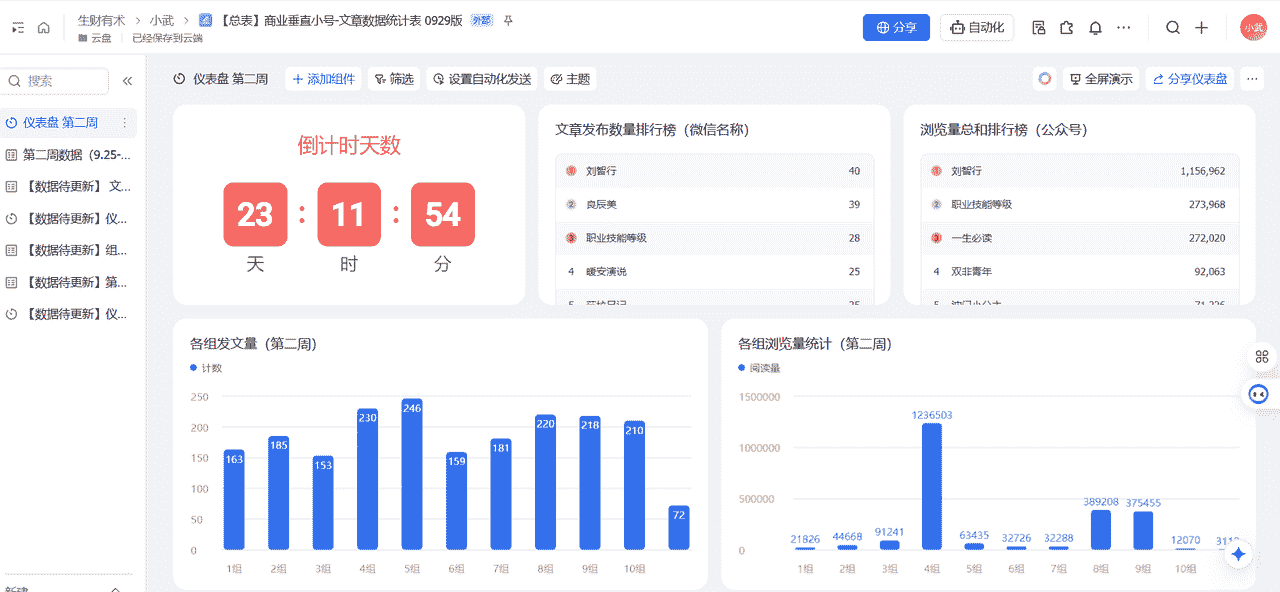 生财有术 > 小武 > 【总表】商业垂直小号-文章数据统计表 0929版 外部
云盘 | 已经保存到云端
分享
自动化
小武
搜索
仪表盘 第二周
第二周数据（9.25-...
【数据待更新】 文...
【数据待更新】仪...
【数据待更新】组...
【数据待更新】第...
【数据待更新】仪...
仪表盘 第二周
添加组件
筛选
设置自动化发送
主题
全屏演示
分享仪表盘
倒计时天数
23 : 11 : 54
天 时 分
文章发布数量排行榜（微信名称）
1 刘智行 40
2 良辰美 39
3 职业技能等级 28
4 暖安演说 25
浏览量总和排行榜（公众号）
1 刘智行 1,156,962
2 职业技能等级 273,968
3 一生必读 272,020
4 双非青年 92,063
各组发文量（第二周）
计数
250
200
150
100
50
0
163 185 153 230 246 159 181 220 218 210 72
1组 2组 3组 4组 5组 6组 7组 8组 9组 10组
各组浏览量统计（第二周）
阅读量
1500000
1000000
500000
0
21826 44668 91241 1236503 63435 32726 32288 389208 375455 12070
1组 2组 3组 4组 5组 6组 7组 8组 9组 10组